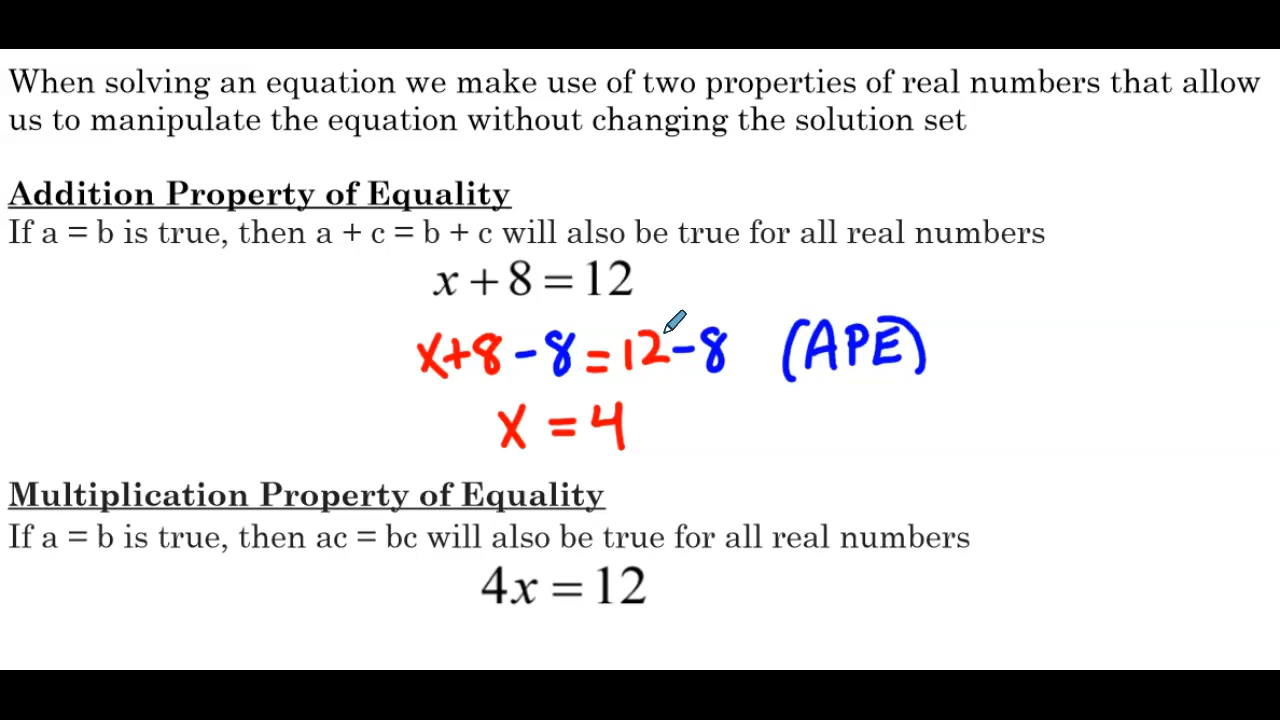 When solving an equation we make use of two properties of real numbers that allow
us to manipulate the equation without changing the solution set
Addition Property of Equality
If a = b is true, then a + c = b + c will also be true for all real numbers
x + 8 = 12
x+8 - 8 = 12 - 8 (APE)
x = 4
Multiplication Property of Equality
If a = b is true, then ac = bc will also be true for all real numbers
4x = 12